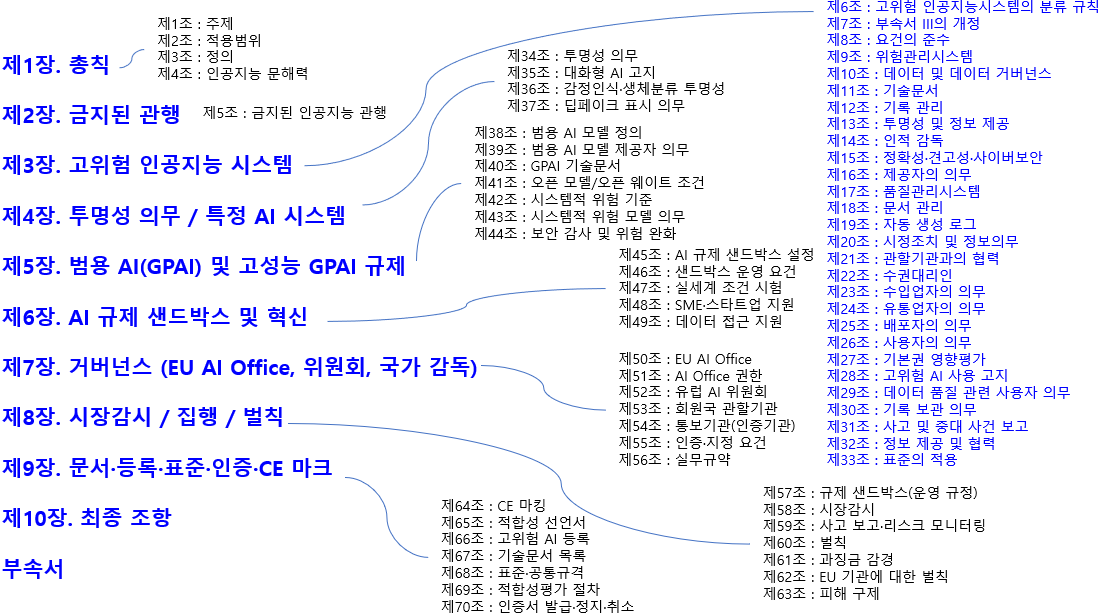 제1장. 총칙
제1조 : 주제
제2조 : 적용범위
제3조 : 정의
제4조 : 인공지능 문해력
제2장. 금지된 관행
제5조 : 금지된 인공지능 관행
제3장. 고위험 인공지능 시스템
제6조 : 고위험 인공지능시스템의 분류 규칙
제7조 : 부속서 III의 개정
제8조 : 요건의 준수
제9조 : 위험관리시스템
제10조 : 데이터 및 데이터 거버넌스
제11조 : 기술문서
제12조 : 기록 관리
제13조 : 투명성 및 정보 제공
제14조 : 인적 감독
제15조 : 정확성·견고성·사이버보안
제16조 : 제공자의 의무
제17조 : 품질관리시스템
제18조 : 문서 관리
제19조 : 자동 생성 로그
제20조 : 시정조치 및 정보의무
제21조 : 관할기관과의 협력
제22조 : 수권대리인
제23조 : 수입업자의 의무
제24조 : 유통업자의 의무
제25조 : 배포자의 의무
제26조 : 사용자의 의무
제27조 : 기본권 영향평가
제28조 : 고위험 AI 사용 고지
제29조 : 데이터 품질 관련 사용자 의무
제30조 : 기록 보관 의무
제31조 : 사고 및 중대 사건 보고
제32조 : 정보 제공 및 협력
제33조 : 표준의 적용
제4장. 투명성 의무 / 특정 AI 시스템
제34조 : 투명성 의무
제35조 : 대화형 AI 고지
제36조 : 감정인식·생체분류 투명성
제37조 : 딥페이크 표시 의무
제5장. 범용 AI(GPAI) 및 고성능 GPAI 규제
제38조 : 범용 AI 모델 정의
제39조 : 범용 AI 모델 제공자 의무
제40조 : GPAI 기술문서
제41조 : 오픈 모델/오픈 웨이트 조건
제42조 : 시스템적 위험 기준
제43조 : 시스템적 위험 모델 의무
제44조 : 보안 감사 및 위험 완화
제6장. AI 규제 샌드박스 및 혁신
제45조 : AI 규제 샌드박스 설정
제46조 : 샌드박스 운영 요건
제47조 : 실세계 조건 시험
제48조 : SME·스타트업 지원
제49조 : 데이터 접근 지원
제7장. 거버넌스 (EU AI Office, 위원회, 국가 감독)
제50조 : EU AI Office
제51조 : AI Office 권한
제52조 : 유럽 AI 위원회
제53조 : 회원국 관할기관
제54조 : 통보기관(인증기관)
제55조 : 인증·지정 요건
제56조 : 실무규약
제8장. 시장감시 / 집행 / 벌칙
제57조 : 규제 샌드박스(운영 규정)
제58조 : 시장감시
제59조 : 사고 보고·리스크 모니터링
제60조 : 벌칙
제61조 : 과징금 감경
제62조 : EU 기관에 대한 벌칙
제63조 : 피해 구제
제9장. 문서·등록·표준·인증·CE 마크
제64조 : CE 마킹
제65조 : 적합성 선언서
제66조 : 고위험 AI 등록
제67조 : 기술문서 목록
제68조 : 표준·공통규격
제69조 : 적합성평가 절차
제70조 : 인증서 발급·정지·취소
제10장. 최종 조항
부속서